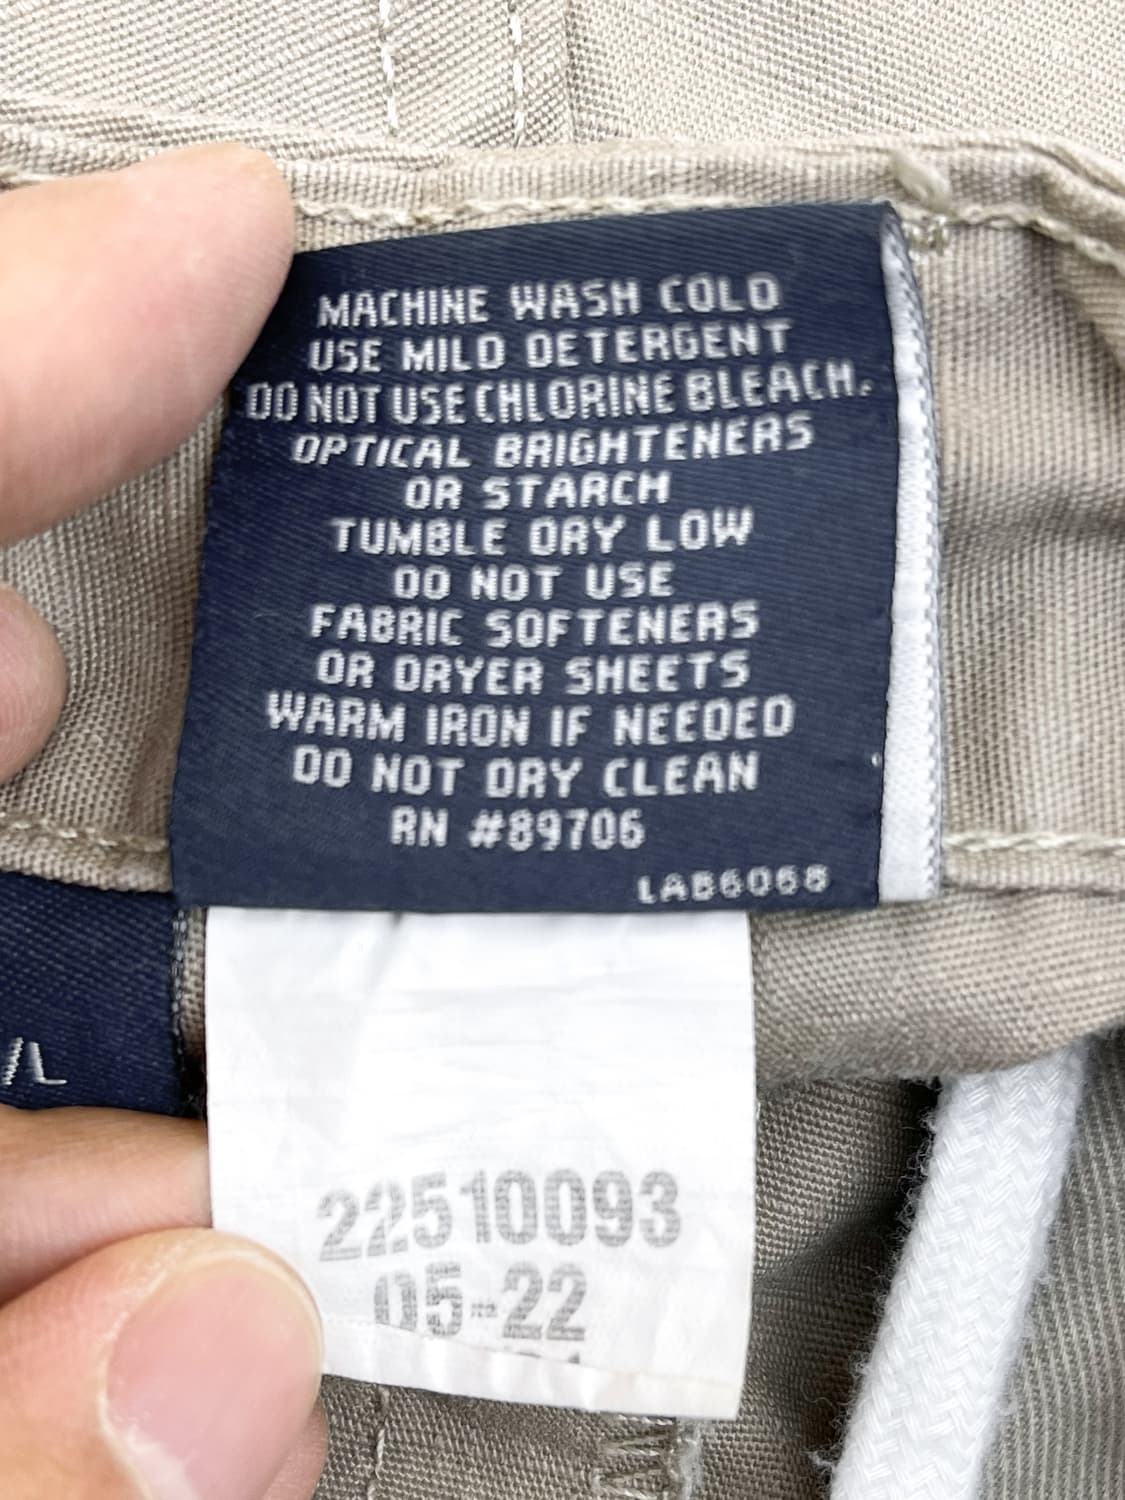 MACHINE WASH COLD
USE MILD DETERGENT
DO NOT USE CHLORINE BLEACH.
OPTICAL BRIGHTENERS
OR STARCH
TUMBLE DRY LOW
DO NOT USE
FABRIC SOFTENERS
OR DRYER SHEETS
WARM IRON IF NEEDED
DO NOT DRY CLEAN
RN #89706
LAB6068
/L
22510093
05-22